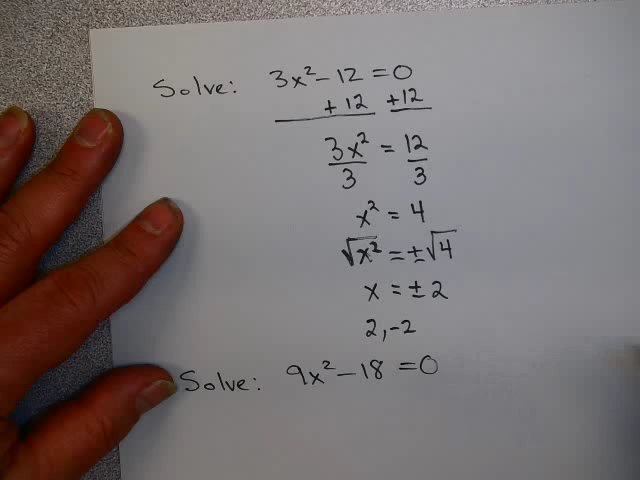 Solve: 3x² - 12 = 0
+ 12 +12
3x²/3 = 12/3
x² = 4
√x² = ±√4
x = ± 2
2, -2
Solve: 9x² - 18 = 0